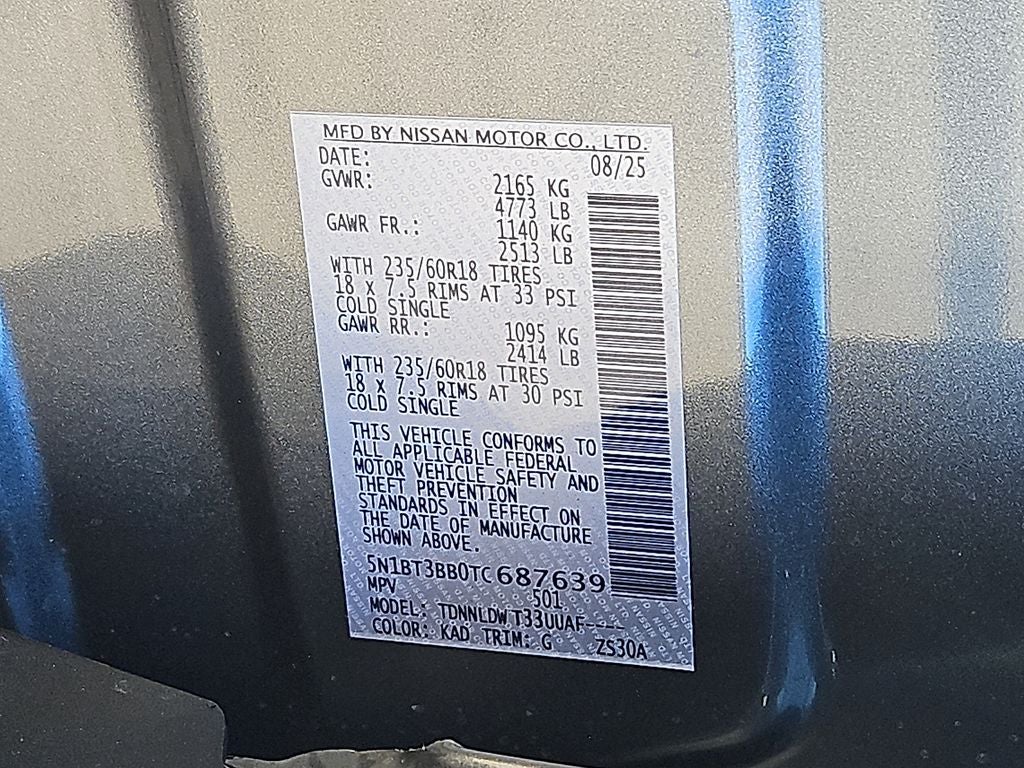 MFD BY NISSAN MOTOR CO., LTD.
DATE: 08/25
GVWR: 2165 KG
4773 LB
GAWR FR.: 1140 KG
2513 LB
WITH 235/60R18 TIRES
18 X 7.5 RIMS AT 33 PSI
COLD SINGLE
GAWR RR.: 1095 KG
2414 LB
WITH 235/60R18 TIRES
18 X 7.5 RIMS AT 30 PSI
COLD SINGLE
THIS VEHICLE CONFORMS TO
ALL APPLICABLE FEDERAL
MOTOR VEHICLE SAFETY AND
THEFT PREVENTION
STANDARDS IN EFFECT ON
THE DATE OF MANUFACTURE
SHOWN ABOVE.
5N1BT3BB0TC687639
MPV 501
MODEL: TDNNLDW T33UUAF----
COLOR: KAD TRIM: G ZS30A